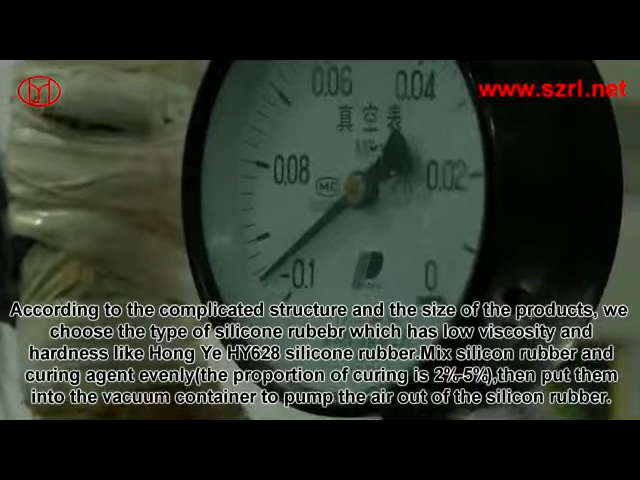 www.szrl.net
0.06
0.04
真空表
0.08
MC
0.02
-0.1
0
According to the complicated structure and the size of the products, we
choose the type of silicone rubebr which has low viscosity and
hardness like Hong Ye HY628 silicone rubber.Mix silicon rubber and
curing agent evenly(the proportion of curing is 2%-5%),then put them
into the vacuum container to pump the air out of the silicon rubber.